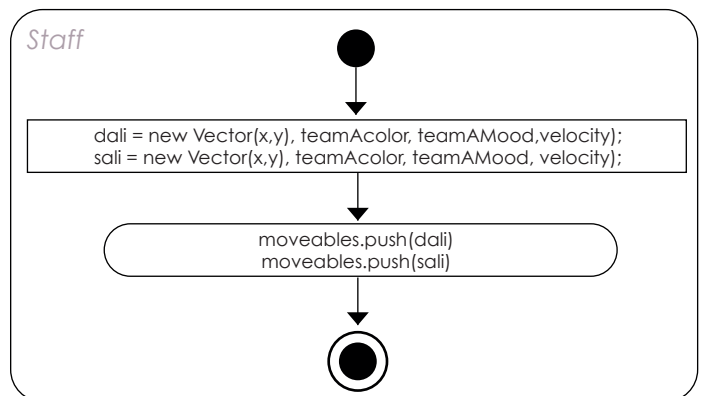 Staff
dali = new Vector(x,y), teamAcolor, teamAMood,velocity);
sali = new Vector(x,y), teamAcolor, teamAMood, velocity);
moveables.push(dali)
moveables.push(sali)